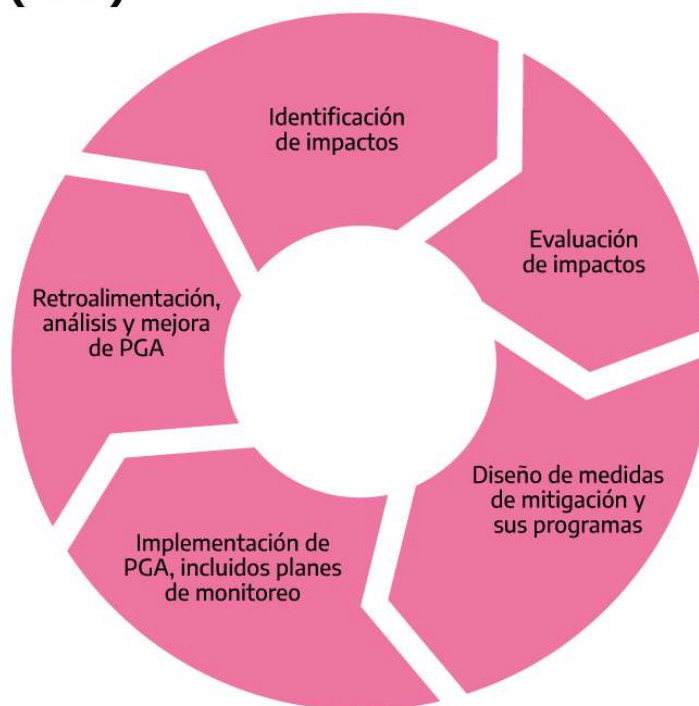 Identificación
de impactos
Evaluación
de impactos
Diseño de medidas
de mitigación y
sus programas
Implementación de
PGA, incluidos planes
de monitoreo
Retroalimentación,
análisis y mejora
de PGA